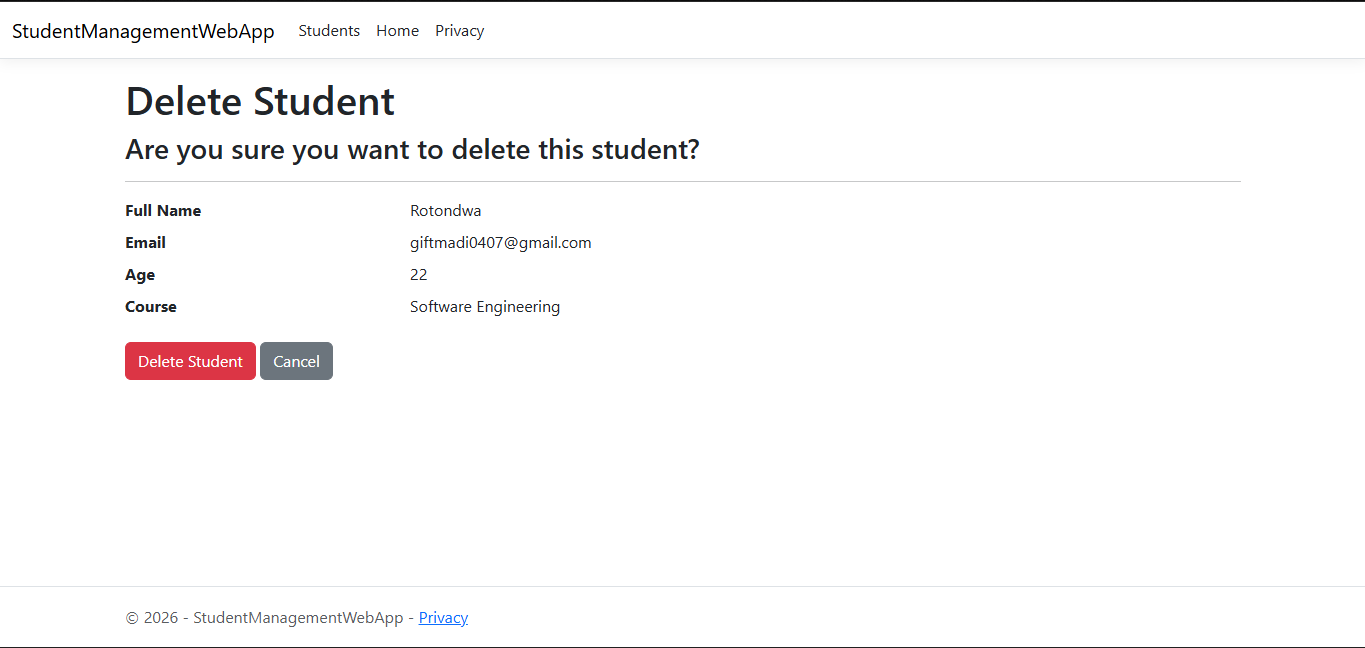 StudentManagementWebApp Students Home Privacy
Delete Student
Are you sure you want to delete this student?
Full Name Rotondwa
Email giftmadi0407@gmail.com
Age 22
Course Software Engineering
Delete Student Cancel
© 2026 - StudentManagementWebApp - Privacy